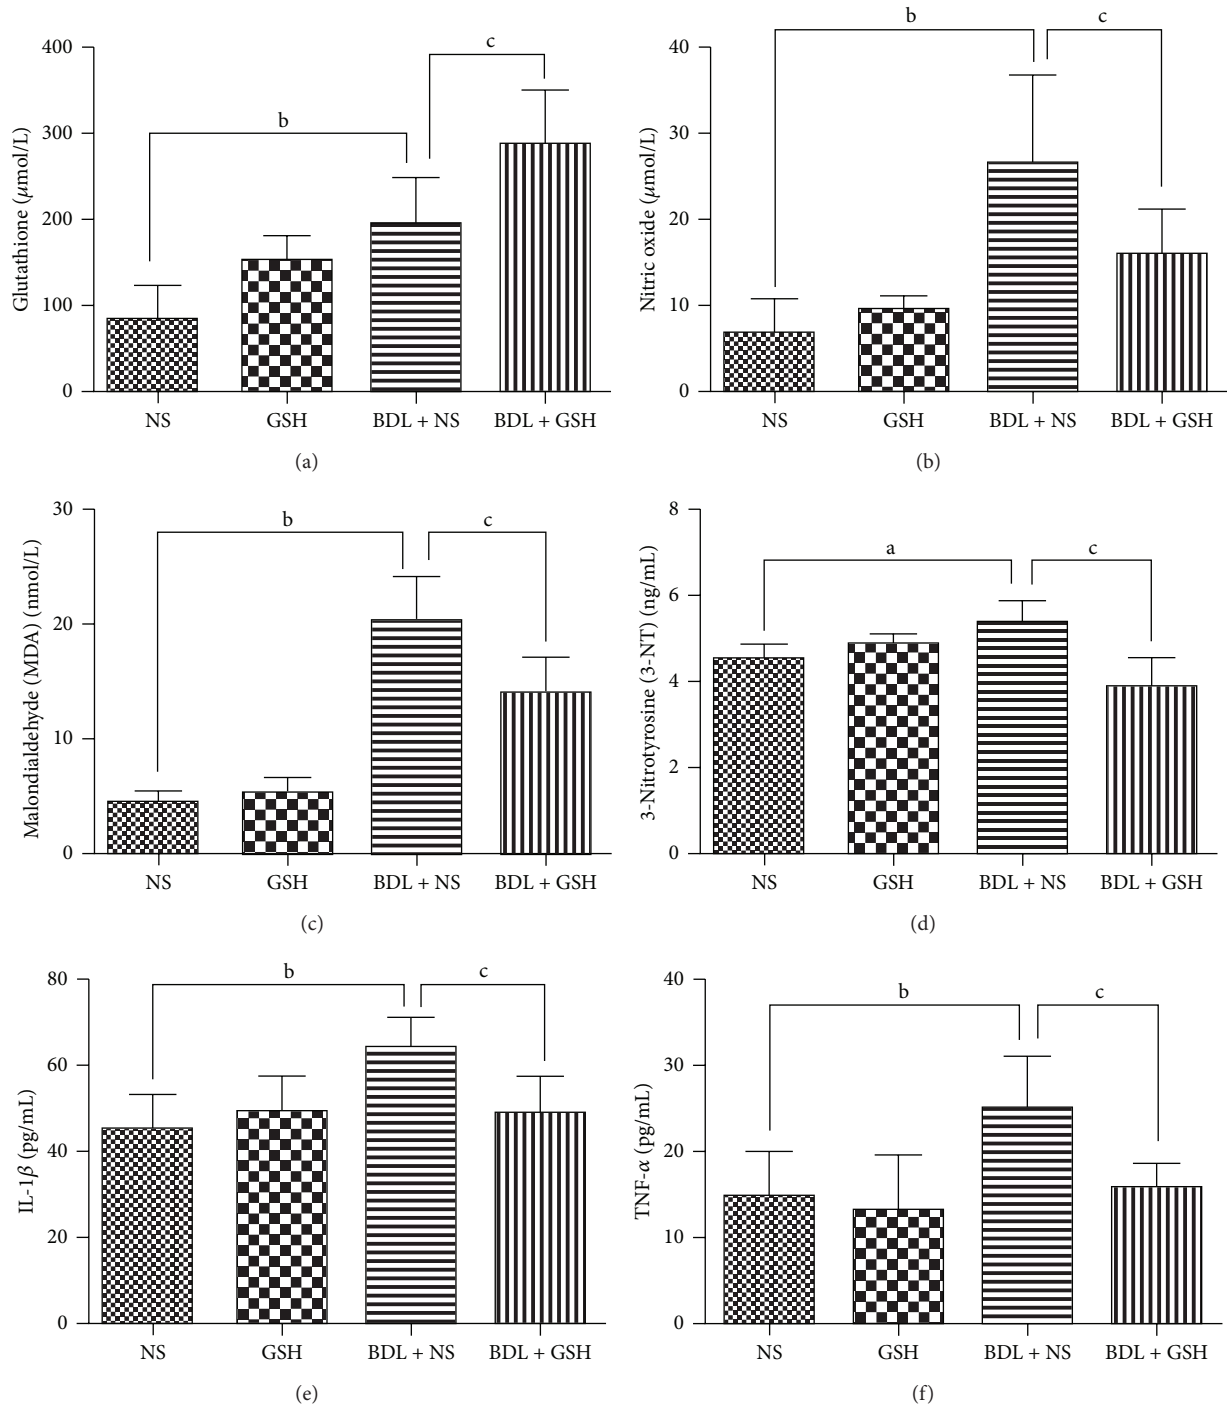 b
c
Glutathione (μmol/L)
400
300
200
100
0
NS
GSH
BDL + NS
BDL + GSH
(a)
b
c
Nitric oxide (μmol/L)
40
30
20
10
0
NS
GSH
BDL + NS
BDL + GSH
(b)
b
c
Malondialdehyde (MDA) (nmol/L)
30
20
10
0
NS
GSH
BDL + NS
BDL + GSH
(c)
a
c
3-Nitrotyrosine (3-NT) (ng/mL)
8
6
4
2
0
NS
GSH
BDL + NS
BDL + GSH
(d)
b
c
IL-1β (pg/mL)
80
60
40
20
0
NS
GSH
BDL + NS
BDL + GSH
(e)
b
c
TNF-α (pg/mL)
40
30
20
10
0
NS
GSH
BDL + NS
BDL + GSH
(f)